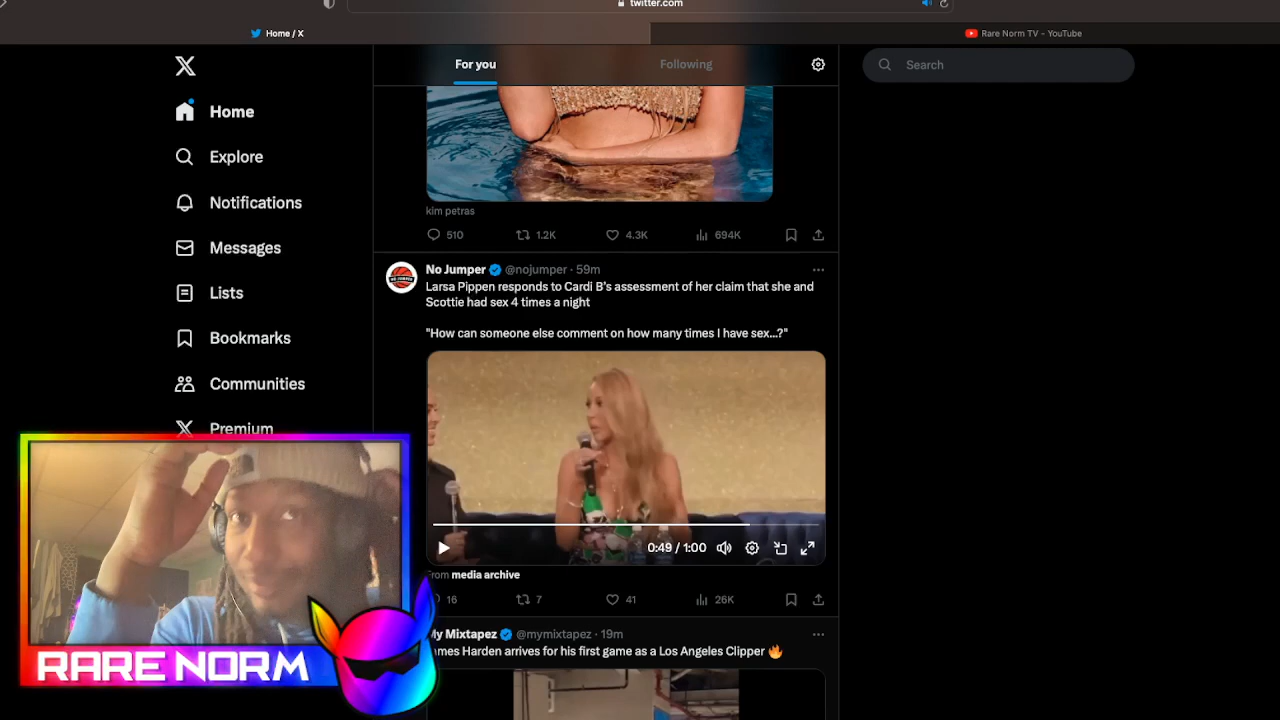 twitter.com
Home / X
Rare Norm TV - YouTube
For you
Following
Search
Home
Explore
Notifications
Messages
Lists
Bookmarks
Communities
Premium
kim petras
510
1.2K
4.3K
694K
No Jumper @nojumper · 59m
Larsa Pippen responds to Cardi B's assessment of her claim that she and
Scottie had sex 4 times a night
"How can someone else comment on how many times I have sex...?"
0:49 / 1:00
From media archive
16
7
41
26K
My Mixtapez @mymixtapez · 19m
James Harden arrives for his first game as a Los Angeles Clipper 🔥
RARE NORM